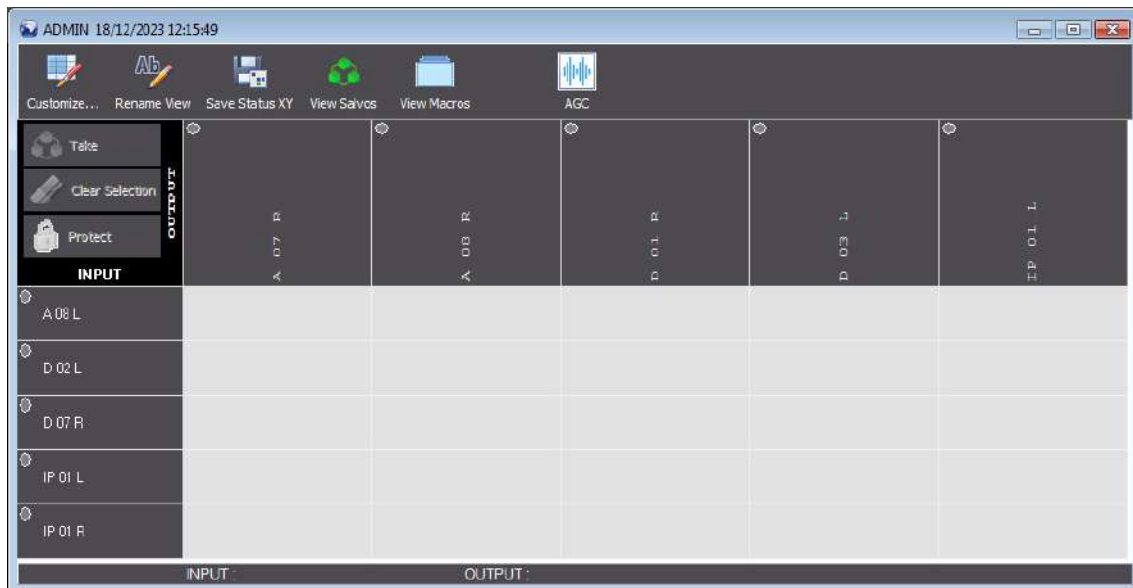 ADMIN 18/12/2023 12:15:49
Customize... Rename View Save Status XY View Salvos View Macros AGC
Take
Clear Selection
Protect
OUTPUT
INPUT
A 07 R
A 08 R
D 01 R
D 03 L
IP 01 L
A 08 L
D 02 L
D 07 R
IP 01 L
IP 01 R
INPUT : OUTPUT :